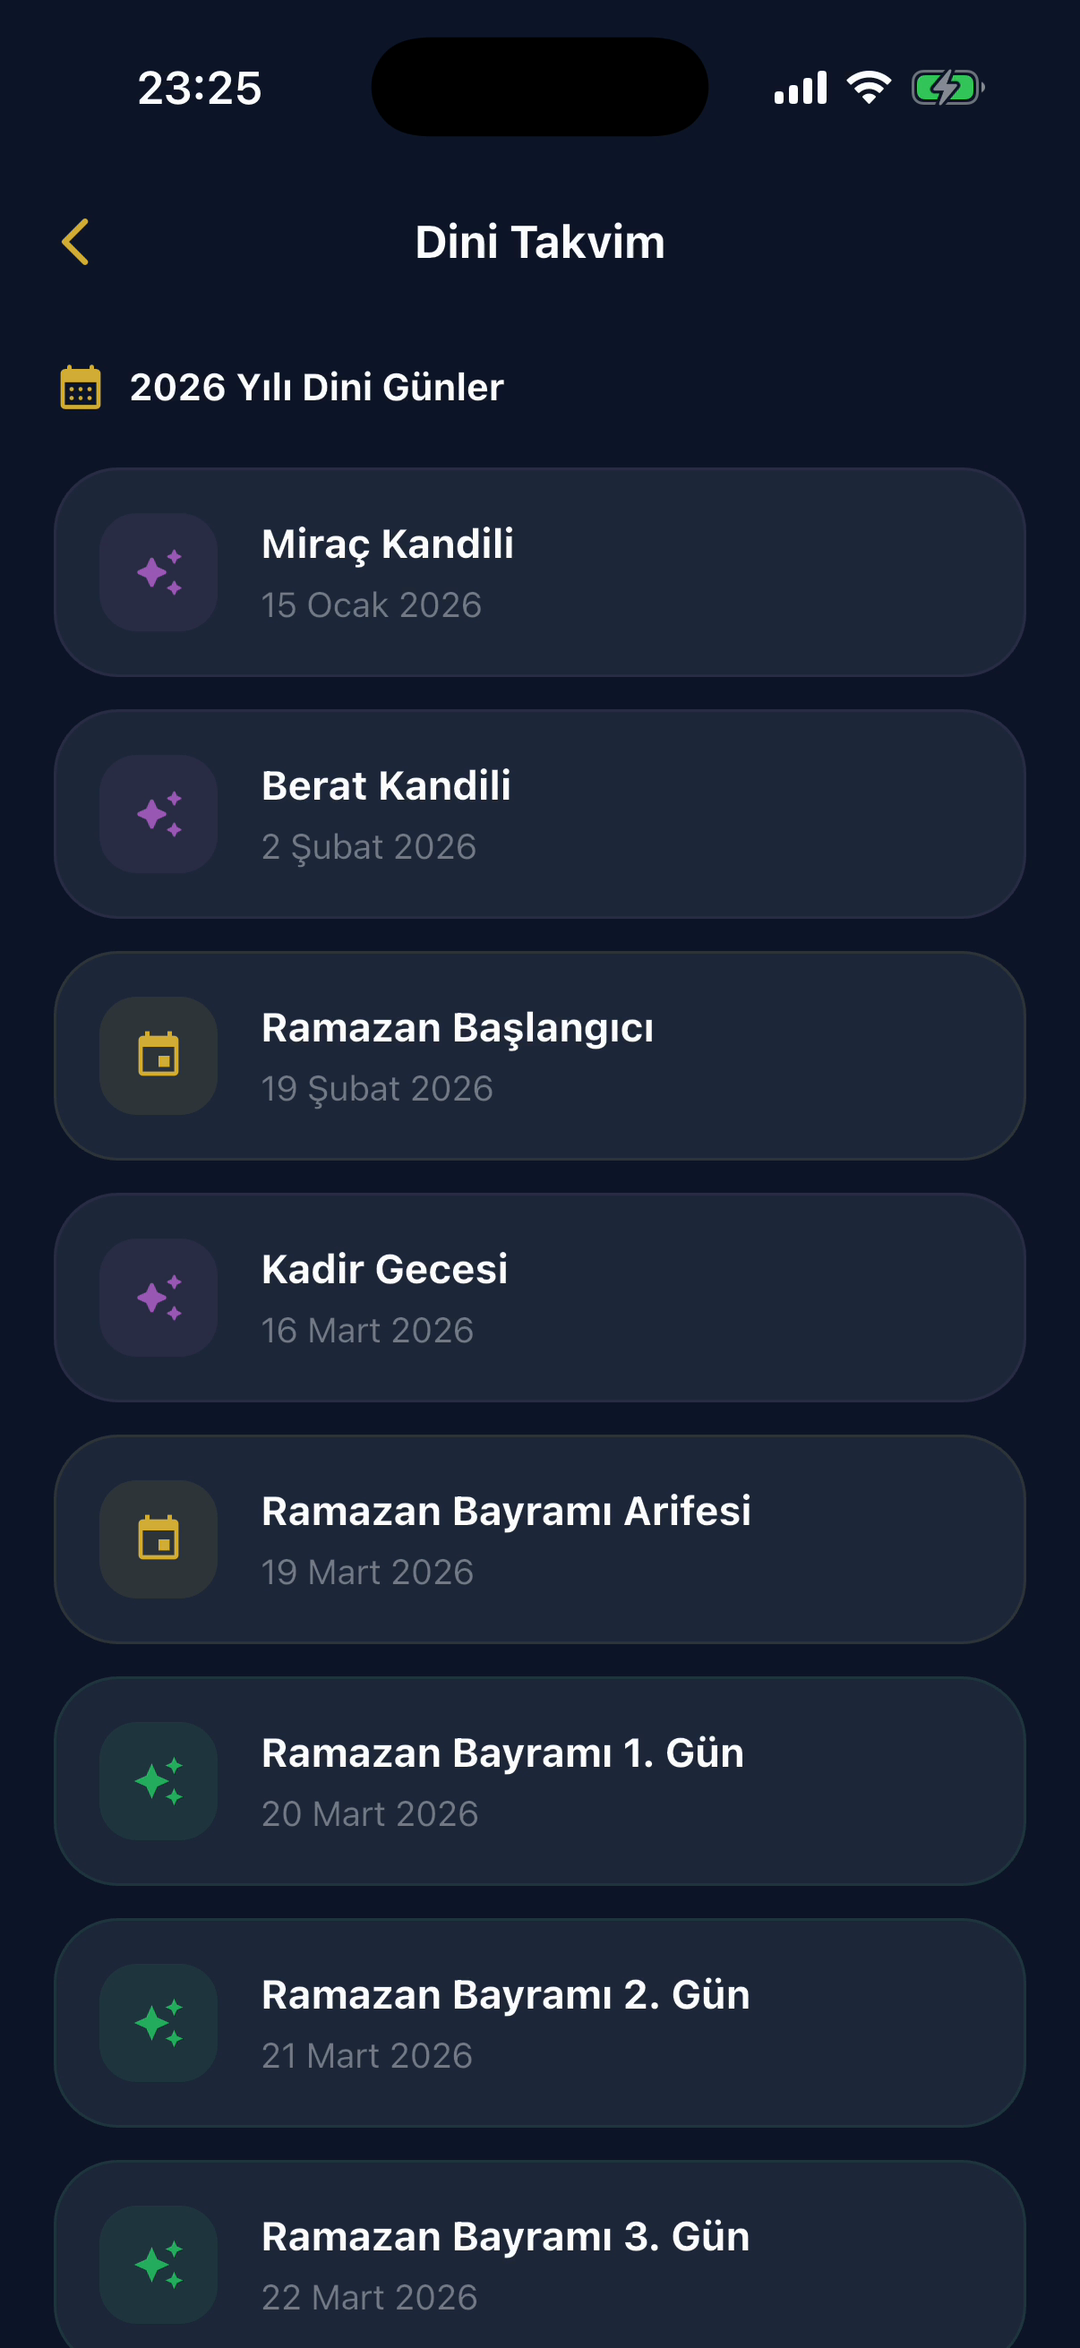 23:25
Dini Takvim
2026 Yılı Dini Günler
Miraç Kandili
15 Ocak 2026
Berat Kandili
2 Şubat 2026
Ramazan Başlangıcı
19 Şubat 2026
Kadir Gecesi
16 Mart 2026
Ramazan Bayramı Arifesi
19 Mart 2026
Ramazan Bayramı 1. Gün
20 Mart 2026
Ramazan Bayramı 2. Gün
21 Mart 2026
Ramazan Bayramı 3. Gün
22 Mart 2026